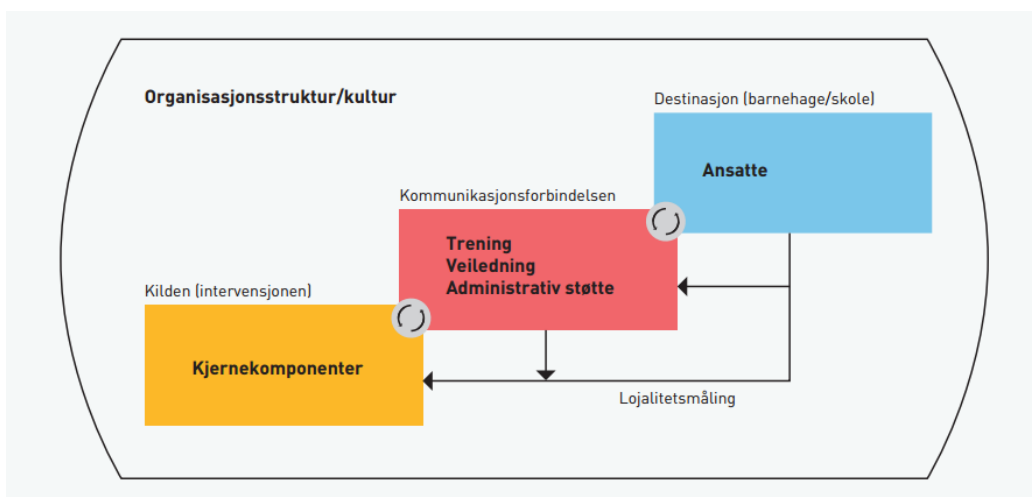 Organisasjonsstruktur/kultur
Destinasjon (barnehage/skole)
Ansatte
Kommunikasjonsforbindelsen
Trening
Veiledning
Administrativ støtte
Kilden (intervensjonen)
Kjernekomponenter
Lojalitetsmåling